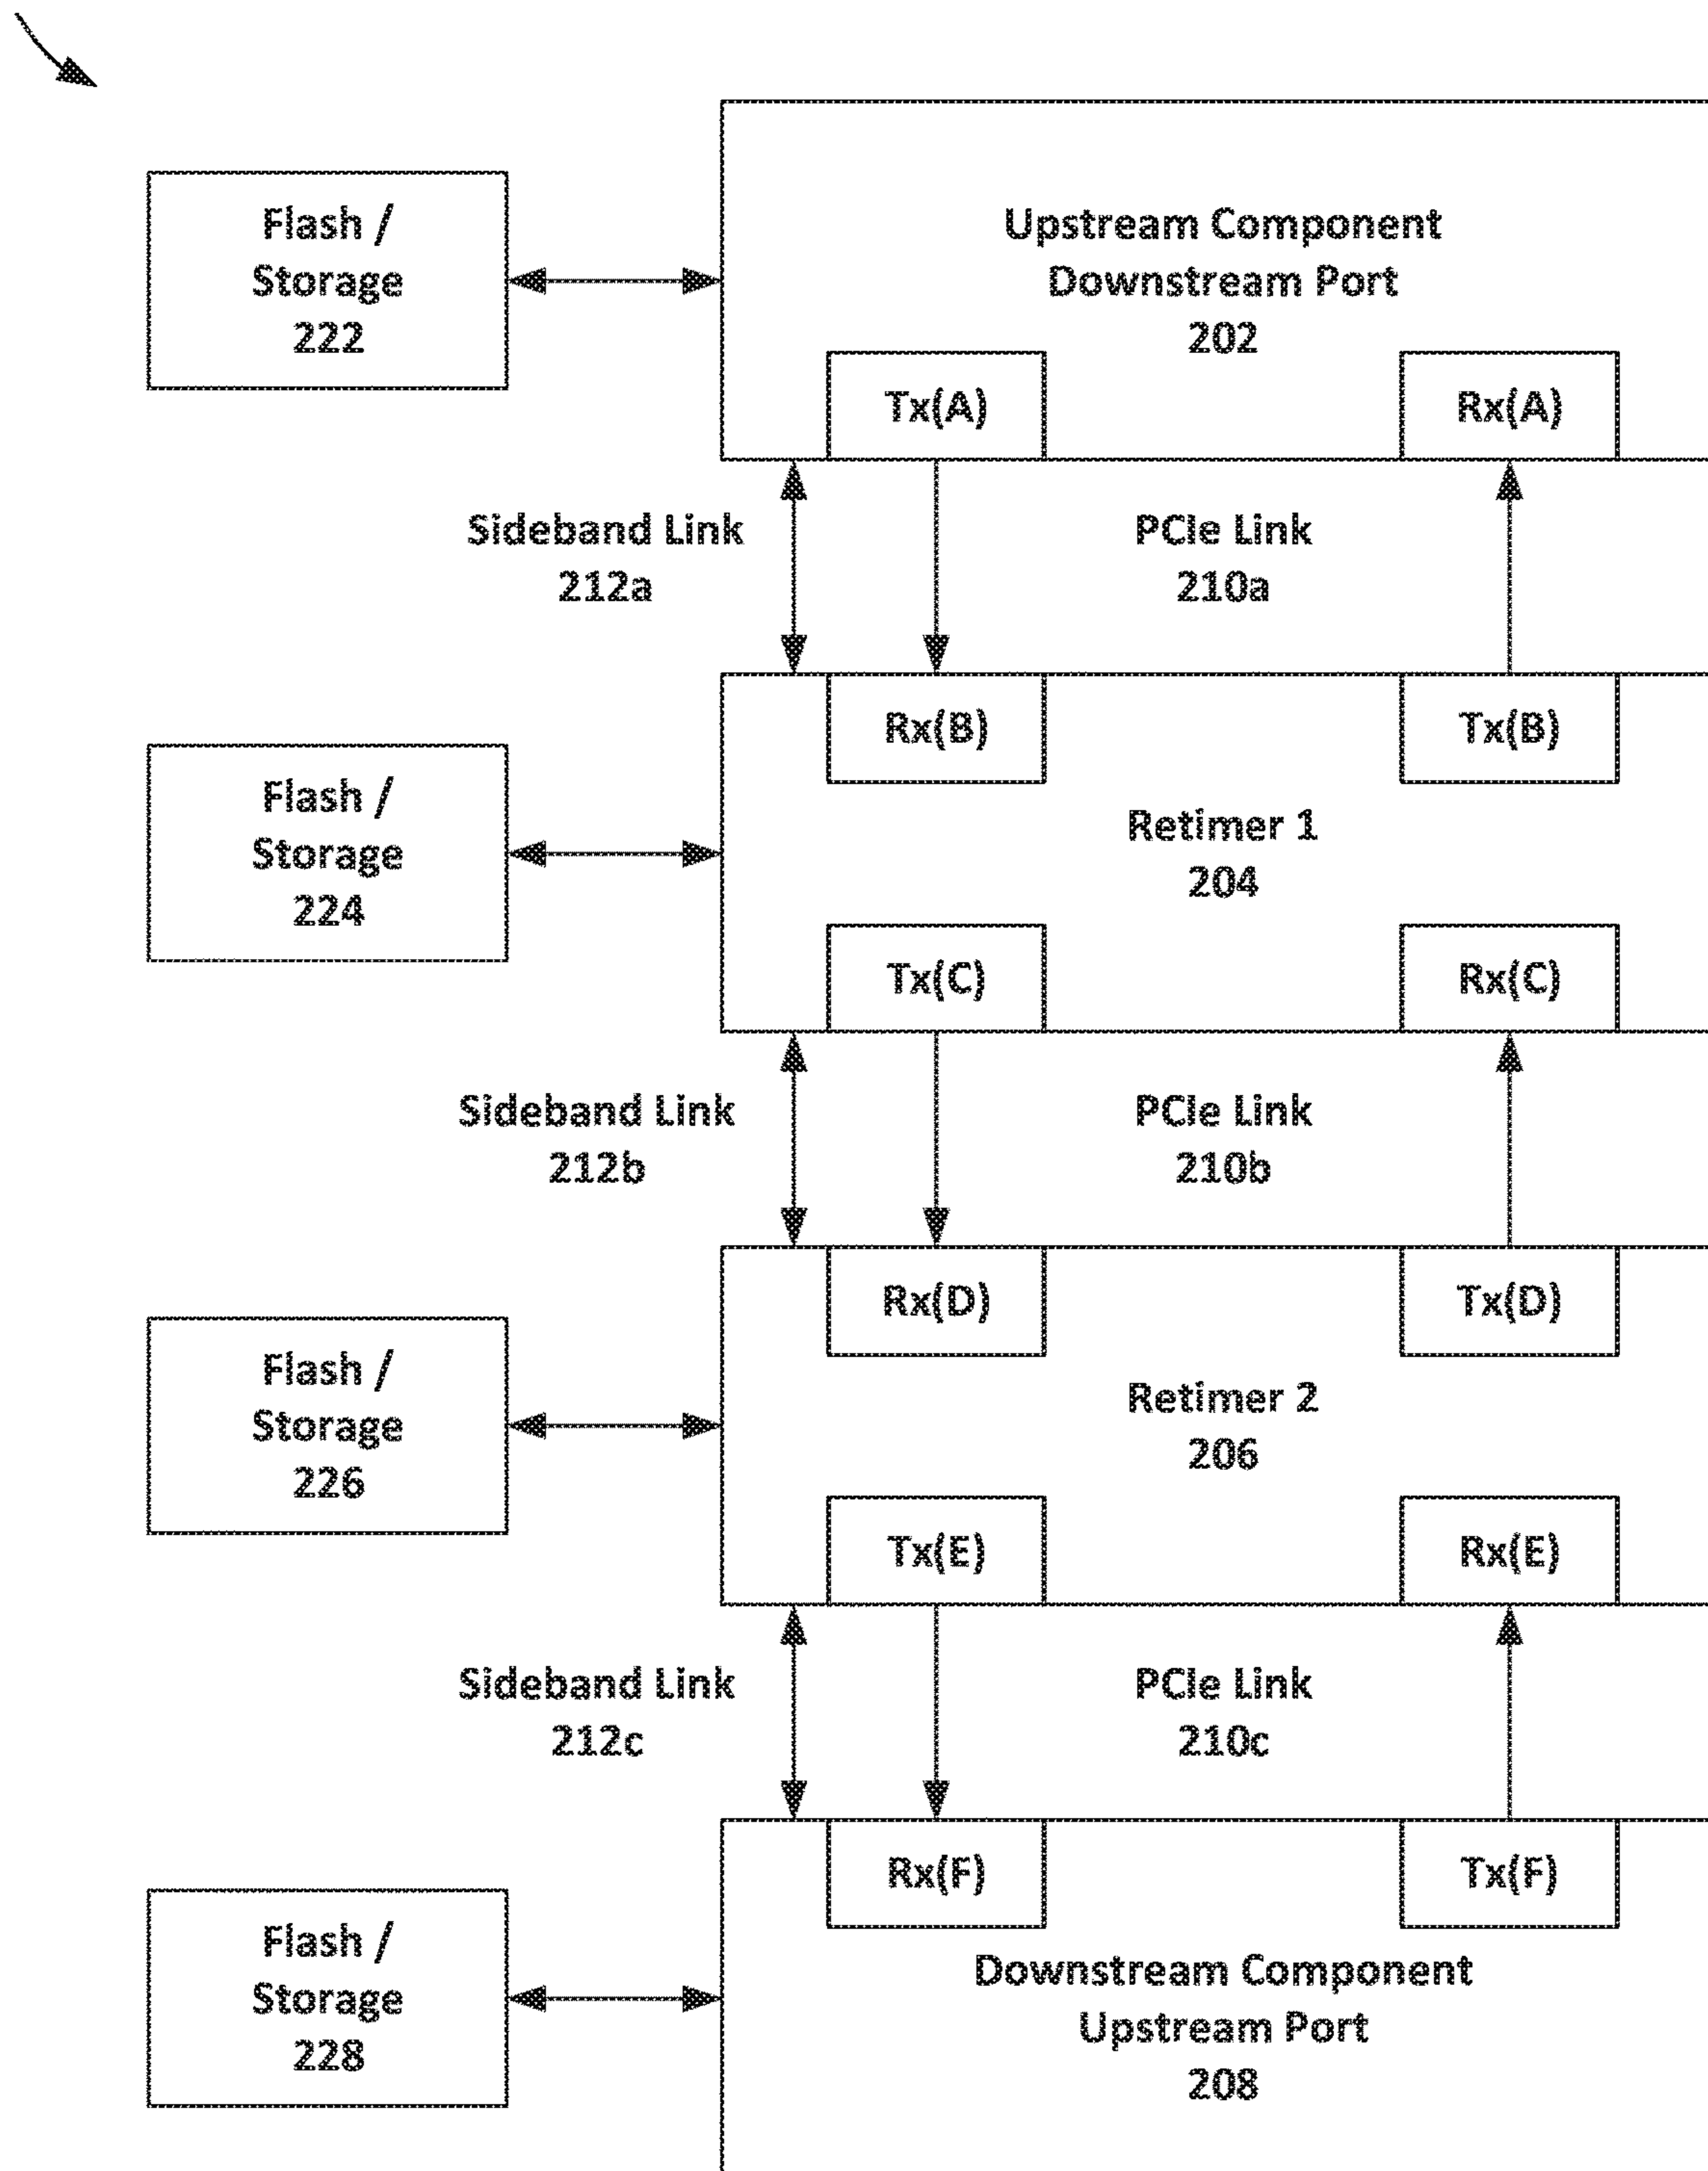 Flash /
Storage
222
Upstream Component
Downstream Port
202
Tx(A)
Rx(A)
Sideband Link
212a
PCIe Link
210a
Rx(B)
Tx(B)
Flash /
Storage
224
Retimer 1
204
Tx(C)
Rx(C)
Sideband Link
212b
PCIe Link
210b
Rx(D)
Tx(D)
Flash /
Storage
226
Retimer 2
206
Tx(E)
Rx(E)
Sideband Link
212c
PCIe Link
210c
Rx(F)
Tx(F)
Flash /
Storage
228
Downstream Component
Upstream Port
208